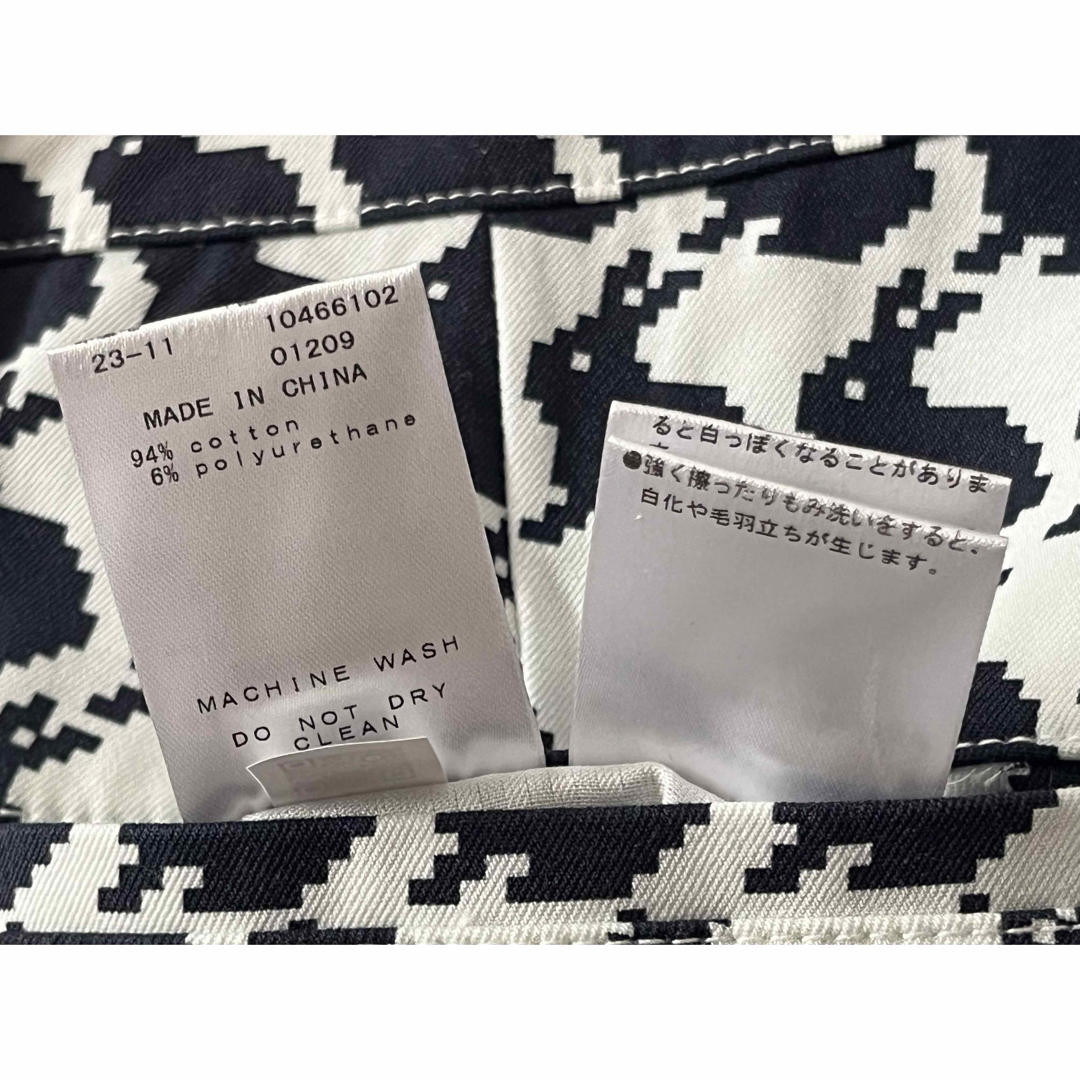 23-11 10466102
01209
MADE IN CHINA
94% cotton
6% polyurethane
MACHINE WASH
DO NOT DRY
CLEAN
ると白っぽくなることがありま
●強く擦ったりもみ洗いをすると、
白化や毛羽立ちが生じます。